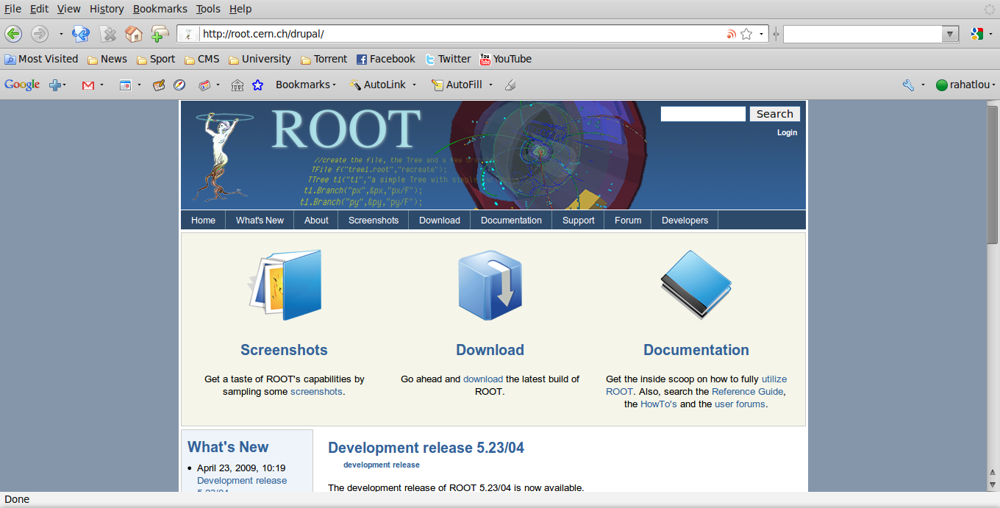 File Edit View History Bookmarks Tools Help
http://root.cern.ch/drupal/
Most Visited News Sport CMS University Torrent Facebook Twitter YouTube
Google Bookmarks AutoLink AutoFill rahatlou
ROOT
Search
Login
//create the file, the Tree and a few branches
TFile f("tree1.root","recreate");
TTree t1("t1","a simple Tree with simple
t1.Branch("px",&px,"px/F");
t1.Branch("py",&py,"py/F");
Home What's New About Screenshots Download Documentation Support Forum Developers
Screenshots Download Documentation
Get a taste of ROOT's capabilities by
sampling some screenshots.
Go ahead and download the latest build of
ROOT.
Get the inside scoop on how to fully utilize
ROOT. Also, search the Reference Guide,
the HowTo's and the user forums.
What's New
• April 23, 2009, 10:19
Development release
5.23/04
Development release 5.23/04
development release
The development release of ROOT 5.23/04 is now available.
Done